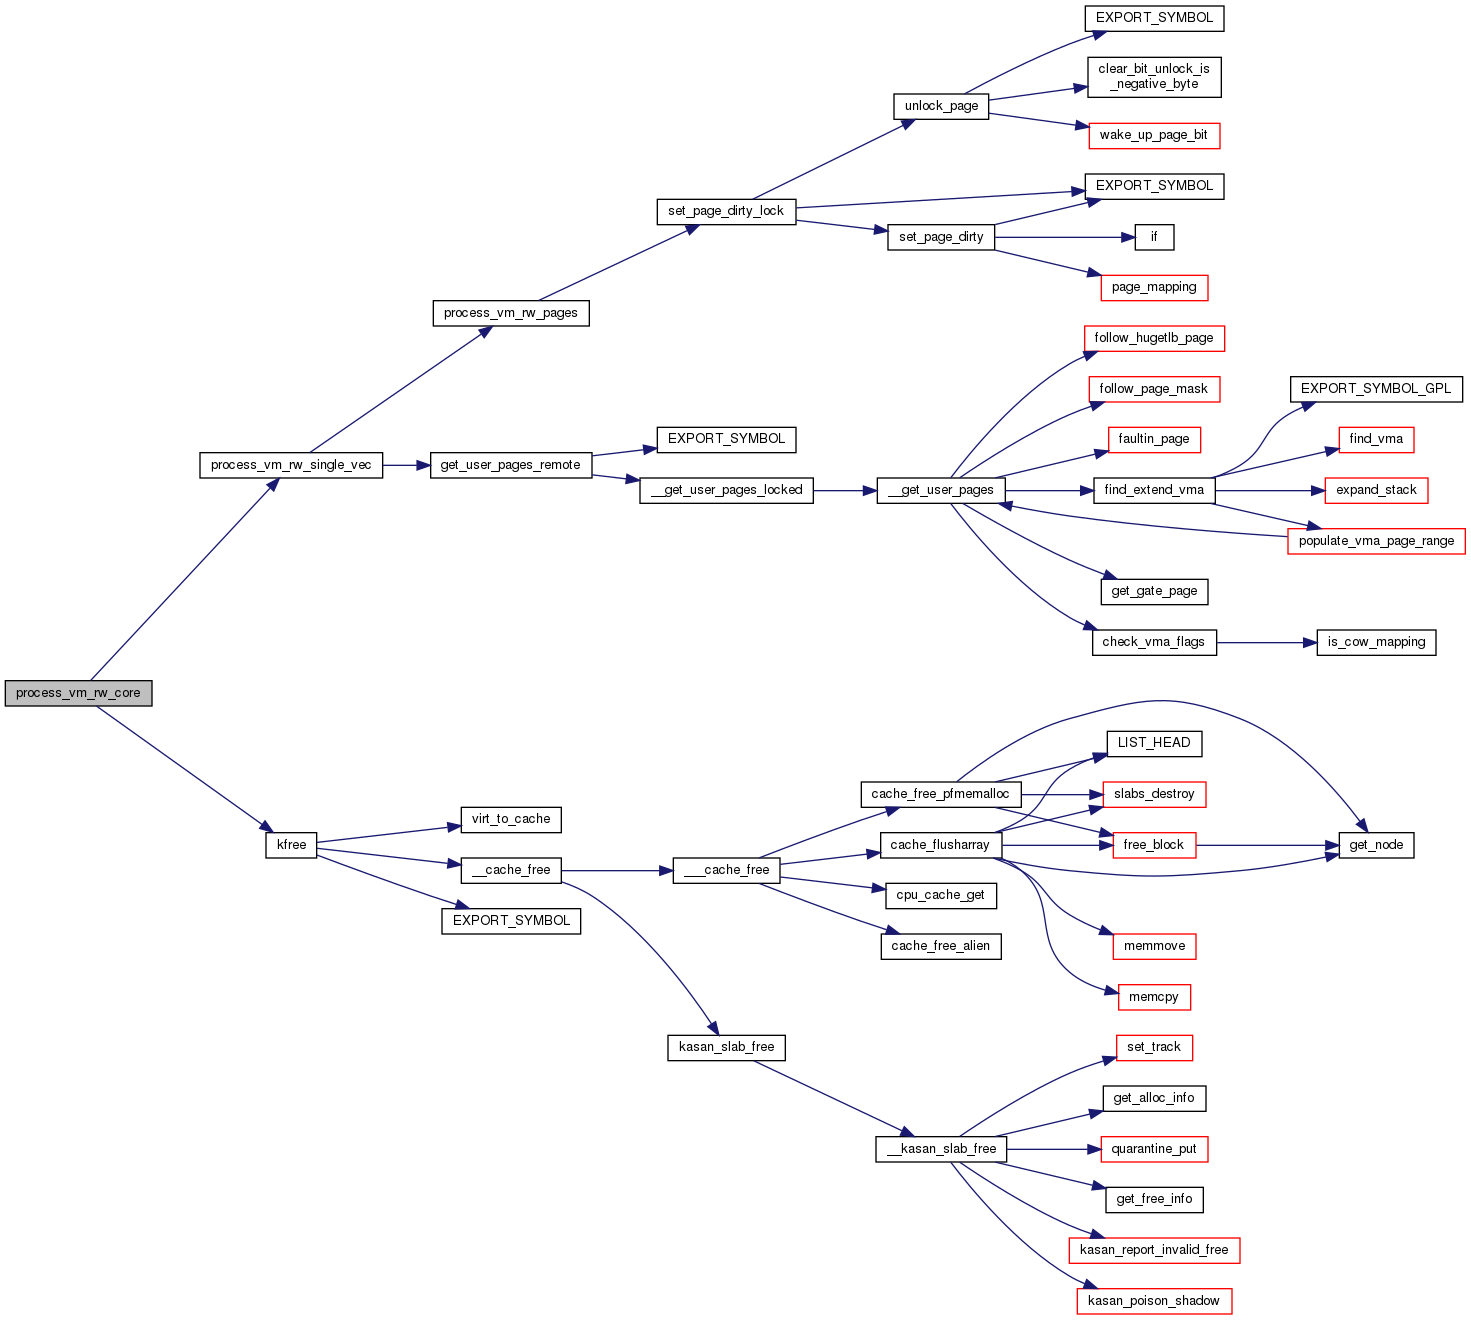 EXPORT_SYMBOL
clear_bit_unlock_is
_negative_byte
unlock_page
wake_up_page_bit
EXPORT_SYMBOL
set_page_dirty_lock
set_page_dirty
if
page_mapping
process_vm_rw_pages
follow_hugetlb_page
follow_page_mask
EXPORT_SYMBOL_GPL
EXPORT_SYMBOL
faultin_page
find_vma
process_vm_rw_single_vec
get_user_pages_remote
__get_user_pages_locked
__get_user_pages
find_extend_vma
expand_stack
populate_vma_page_range
get_gate_page
check_vma_flags
is_cow_mapping
process_vm_rw_core
LIST_HEAD
cache_free_pfmemalloc
slabs_destroy
virt_to_cache
kfree
cache_flusharray
free_block
get_node
__cache_free
___cache_free
cpu_cache_get
EXPORT_SYMBOL
cache_free_alien
memmove
memcpy
kasan_slab_free
set_track
get_alloc_info
__kasan_slab_free
quarantine_put
get_free_info
kasan_report_invalid_free
kasan_poison_shadow